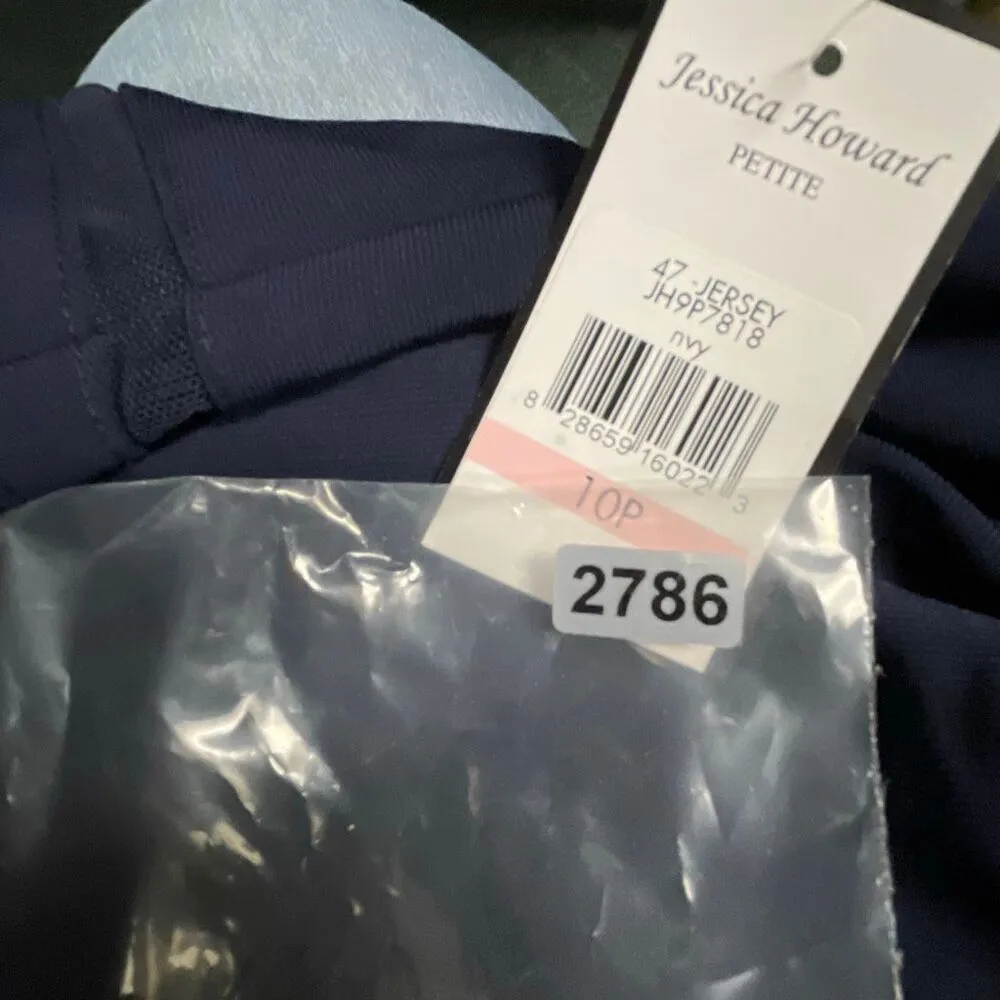 Jessica Howard
PETITE
47 -JERSEY
JH9P7818
nvy
8 28659 16022 3
10P
2786